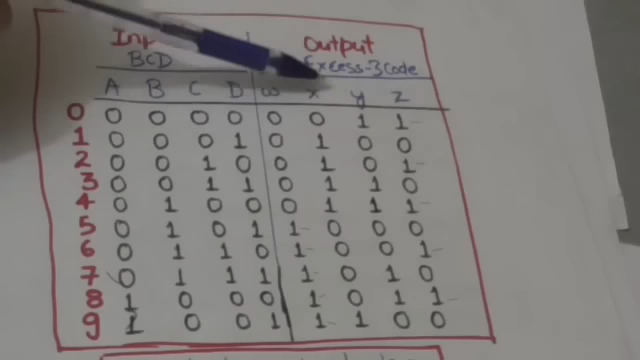 Inp Output
BCD Excess-3 Code
A B C D w x y z
0 0 0 0 0 0 0 1 1
1 0 0 0 1 0 1 0 0
2 0 0 1 0 0 1 0 1
3 0 0 1 1 0 1 1 0
4 0 1 0 0 0 1 1 1
5 0 1 0 1 1 0 0 0
6 0 1 1 0 1 0 0 1
7 0 1 1 1 1 0 1 0
8 1 0 0 0 1 0 1 1
9 1 0 0 1 1 1 0 0